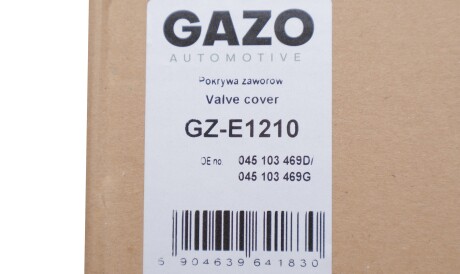 GAZO
AUTOMOTIVE
Pokrywa zaworow
Valve cover
GZ-E1210
OE no. 045 103 469D/
045 103 469G
5 904639 641830